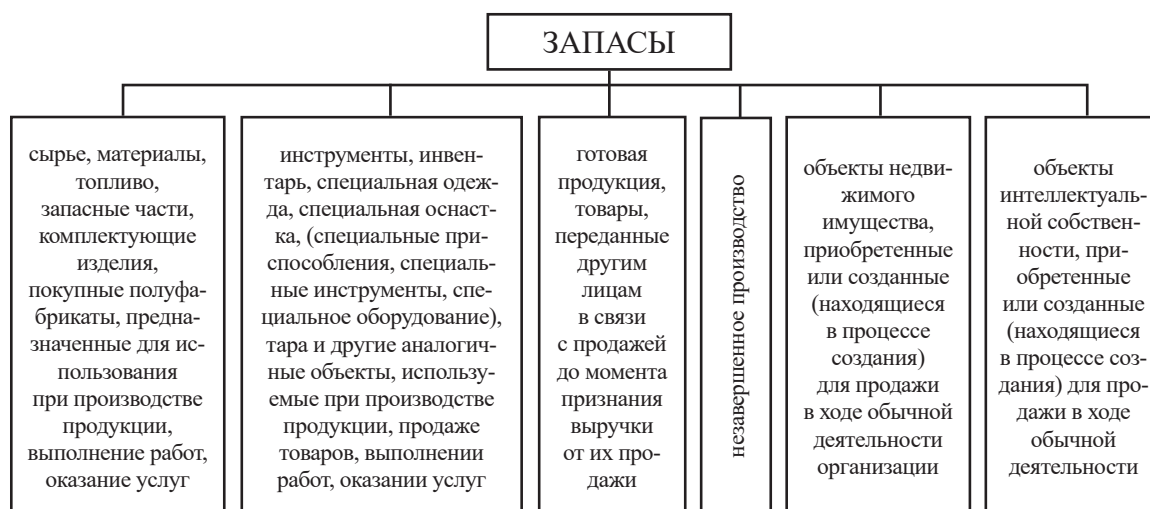 ЗАПАСЫ
сырье, материалы,
топливо,
запасные части,
комплектующие
изделия,
покупные полуфа-
брикаты, предна-
значенные для ис-
пользования
при производстве
продукции,
выполнение работ,
оказание услуг
инструменты, инвен-
тарь, специальная одеж-
да, специальная оснаст-
ка, (специальные при-
способления, специаль-
ные инструменты, спе-
циальное оборудование),
тара и другие аналогич-
ные объекты, использу-
емые при производстве
продукции, продаже
товаров, выполнении
работ, оказании услуг
готовая
продукция,
товары,
переданные
другим
лицам
в связи
с продажей
до момента
признания
выручки
от их про-
дажи
незавершенное производство
объекты недви-
жимого
имущества,
приобретенные
или созданные
(находящиеся
в процессе
создания)
для продажи
в ходе обычной
деятельности
организации
объекты
интеллектуаль-
ной собствен-
ности, при-
обретенные
или созданные
(находящиеся
в процессе соз-
дания) для про-
дажи в ходе
обычной
деятельности